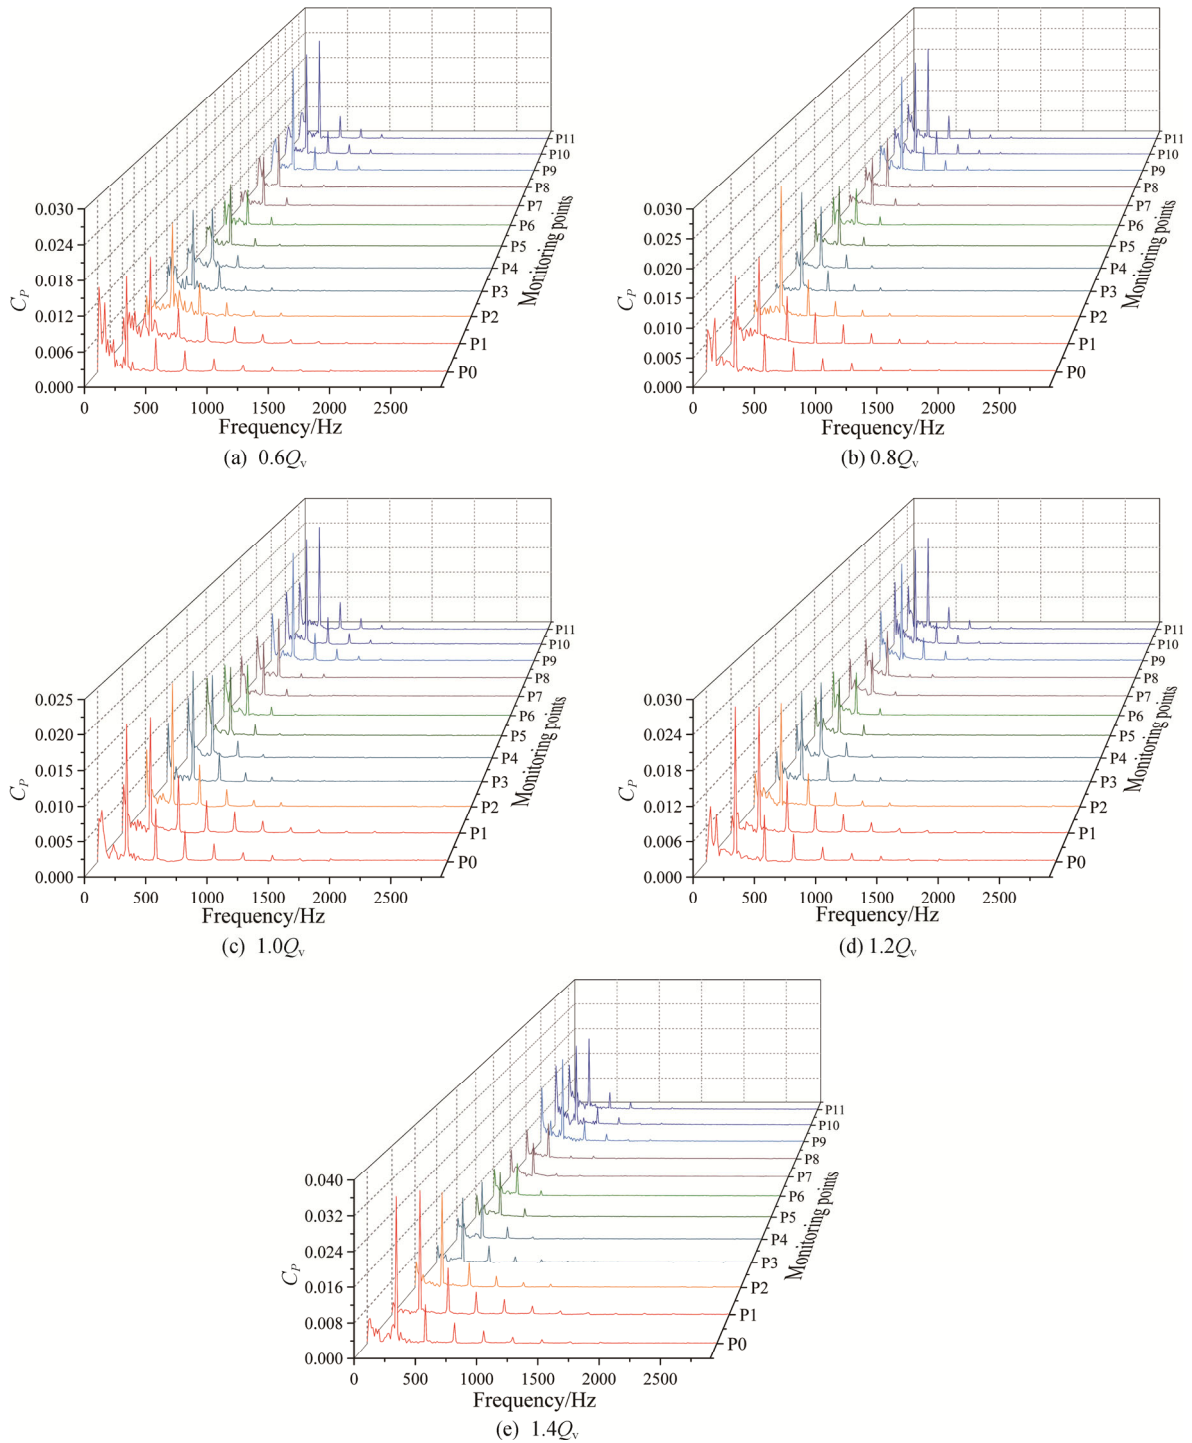 P11
P10
P9
P8
P7
P6
P5
P4
P3
P2
P1
P0
Monitoring points
0.030
0.024
0.018
0.012
0.006
0.000
C_P
0 500 1000 1500 2000 2500
Frequency/Hz
(a) 0.6Qv
P11
P10
P9
P8
P7
P6
P5
P4
P3
P2
P1
P0
Monitoring points
0.030
0.025
0.020
0.015
0.010
0.005
0.000
C_P
0 500 1000 1500 2000 2500
Frequency/Hz
(b) 0.8Qv
P11
P10
P9
P8
P7
P6
P5
P4
P3
P2
P1
P0
Monitoring points
0.025
0.020
0.015
0.010
0.005
0.000
C_P
0 500 1000 1500 2000 2500
Frequency/Hz
(c) 1.0Qv
P11
P10
P9
P8
P7
P6
P5
P4
P3
P2
P1
P0
Monitoring points
0.030
0.024
0.018
0.012
0.006
0.000
C_P
0 500 1000 1500 2000 2500
Frequency/Hz
(d) 1.2Qv
P11
P10
P9
P8
P7
P6
P5
P4
P3
P2
P1
P0
Monitoring points
0.040
0.032
0.024
0.016
0.008
0.000
C_P
0 500 1000 1500 2000 2500
Frequency/Hz
(e) 1.4Qv